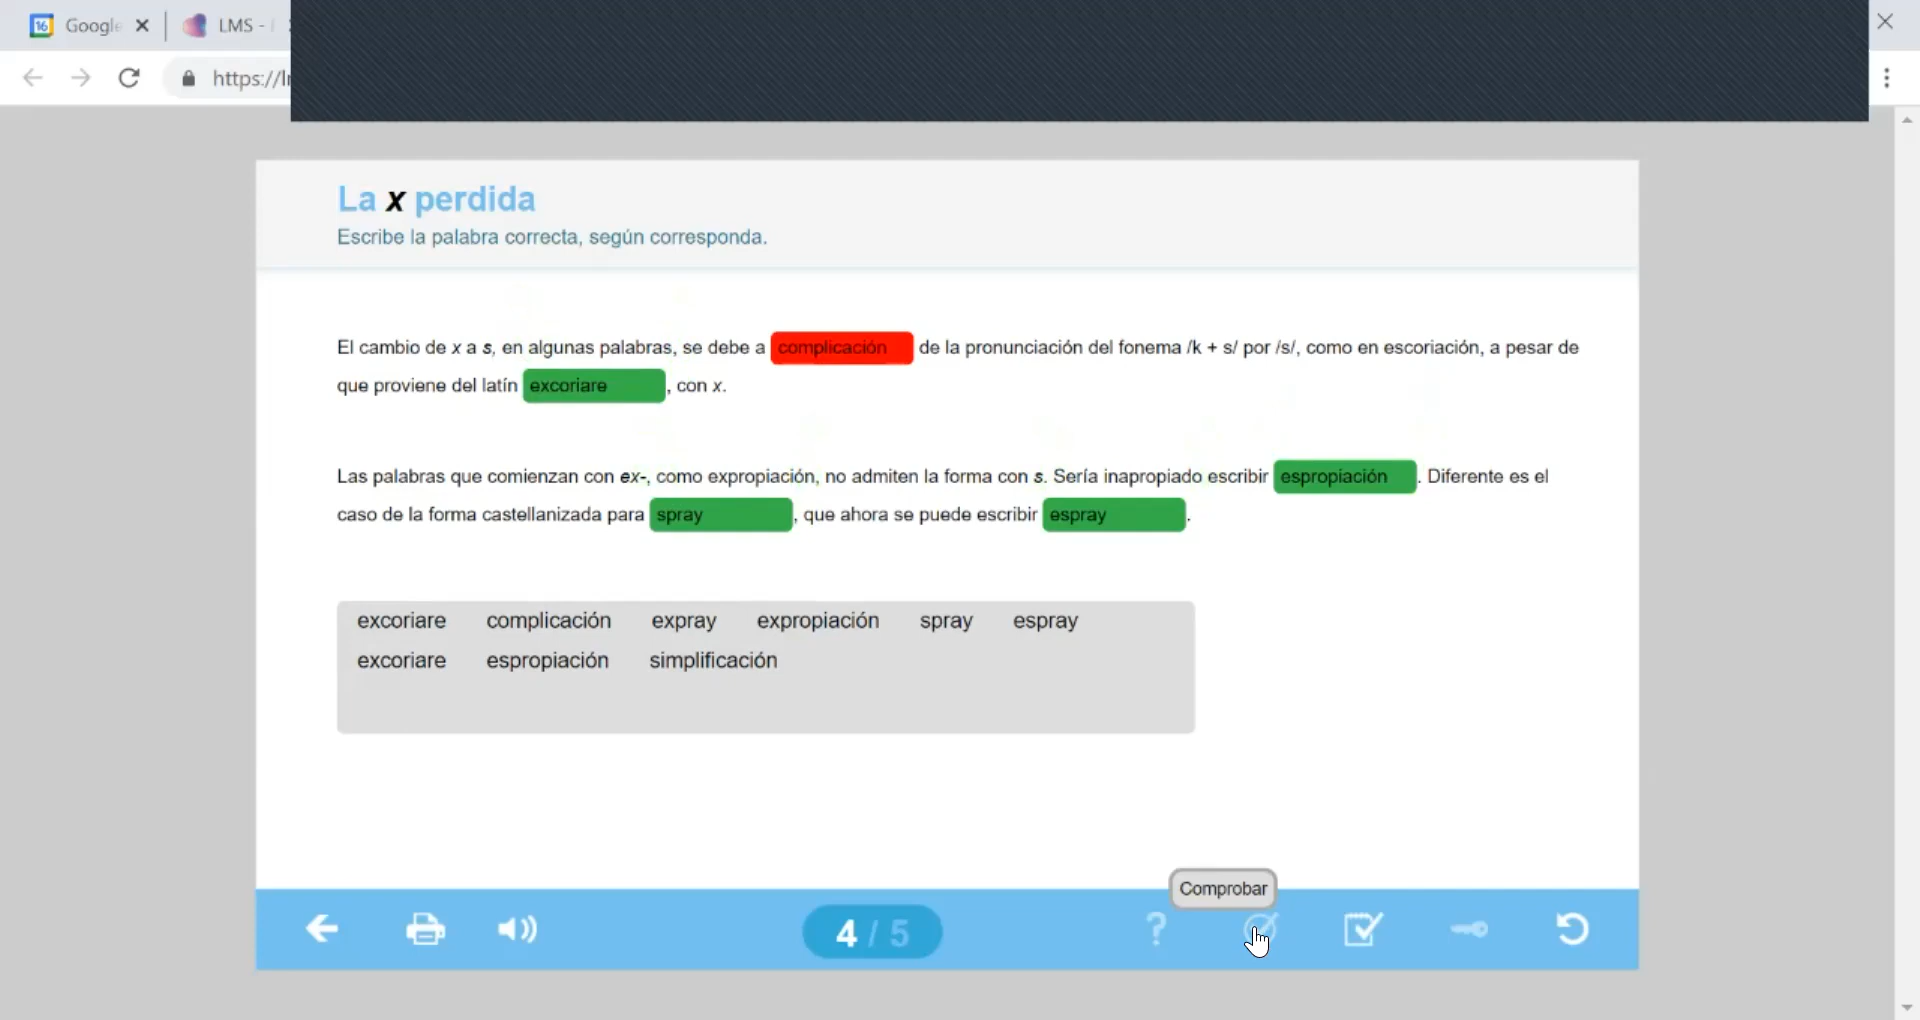 Google
LMS -
https://
La x perdida
Escribe la palabra correcta, según corresponda.
El cambio de x a s, en algunas palabras, se debe a complicación de la pronunciación del fonema /k + s/ por /s/, como en escoriación, a pesar de
que proviene del latín excoriare, con x.
Las palabras que comienzan con ex-, como expropiación, no admiten la forma con s. Sería inapropiado escribir espropiación. Diferente es el
caso de la forma castellanizada para spray, que ahora se puede escribir espray.
excoriare complicación expray expropiación spray espray
excoriare espropiación simplificación
Comprobar
4 / 5